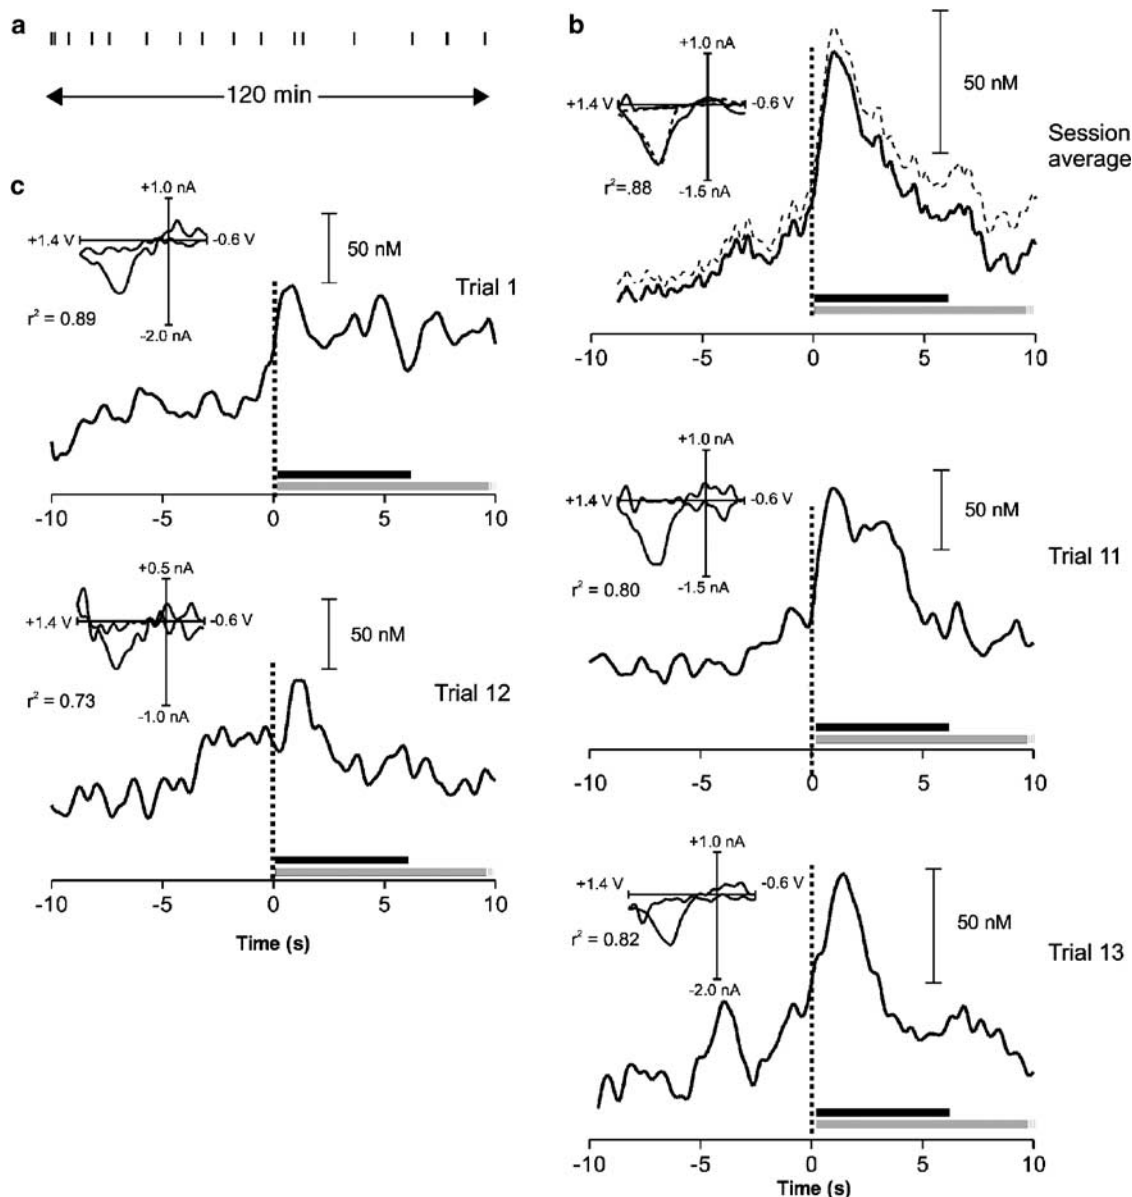 a
120 min
b
+1.0 nA
+1.4 V
-0.6 V
-1.5 nA
r²=.88
50 nM
Session
average
-10
-5
0
5
10
c
+1.0 nA
+1.4 V
-0.6 V
-2.0 nA
r² = 0.89
50 nM
Trial 1
-10
-5
0
5
10
+1.0 nA
+1.4 V
-0.6 V
-1.5 nA
r² = 0.80
50 nM
Trial 11
-10
-5
0
5
10
+0.5 nA
+1.4 V
-0.6 V
-1.0 nA
r² = 0.73
50 nM
Trial 12
-10
-5
0
5
10
Time (s)
+1.0 nA
+1.4 V
-0.6 V
-2.0 nA
r² = 0.82
50 nM
Trial 13
-10
-5
0
5
10
Time (s)